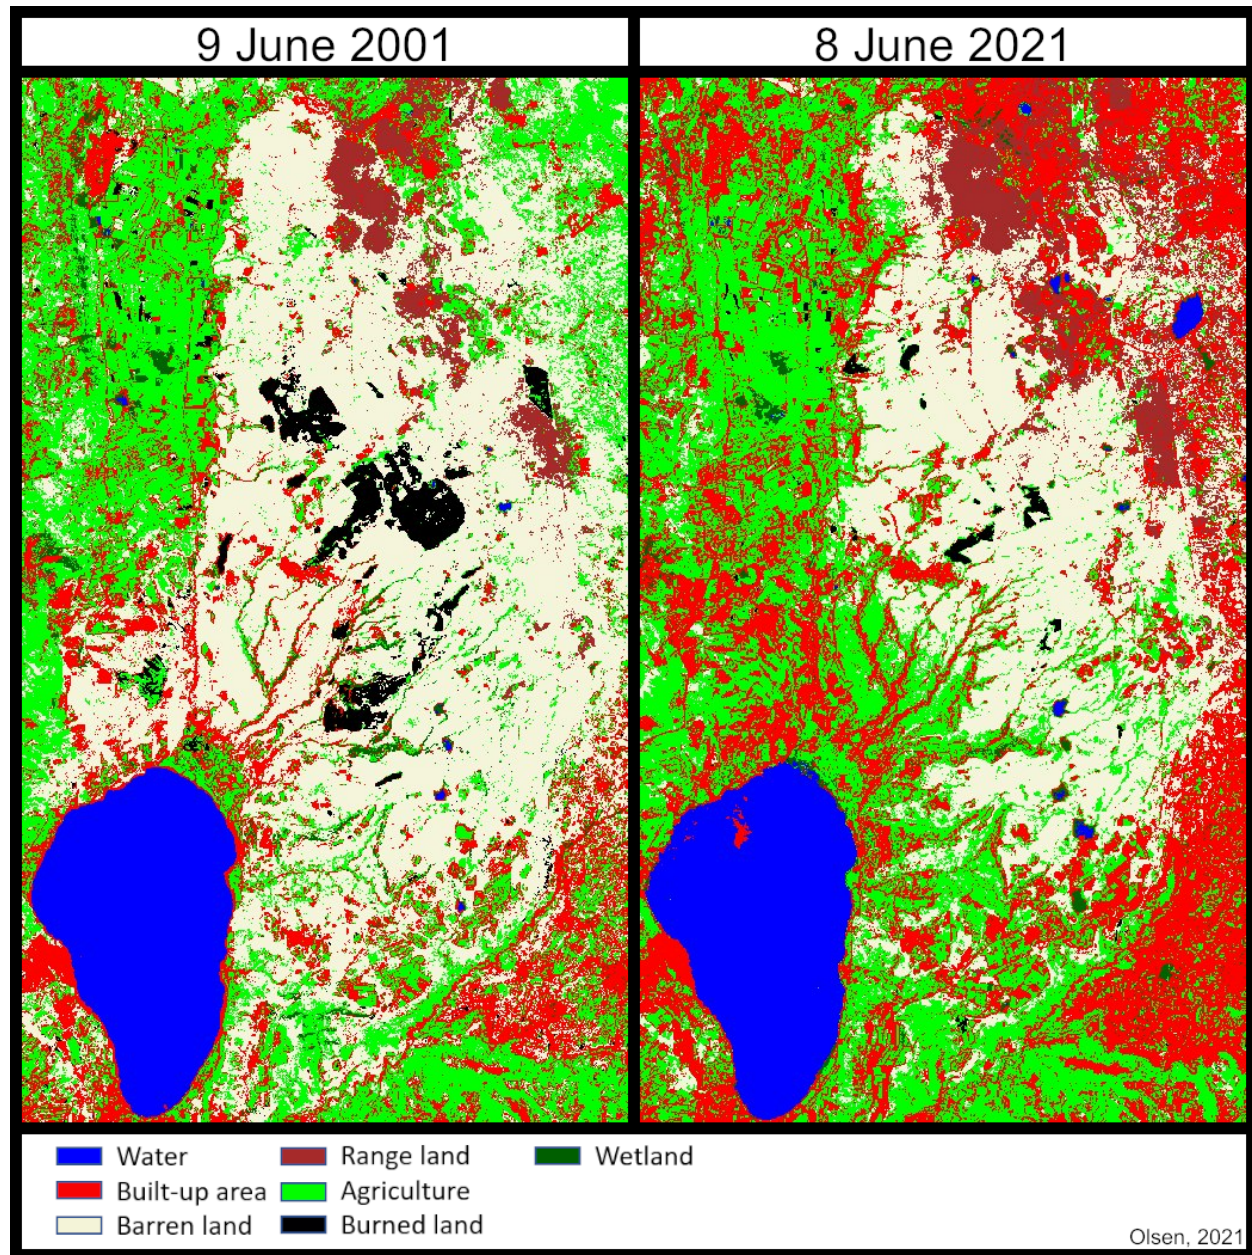 9 June 2001
8 June 2021
Water
Range land
Wetland
Built-up area
Agriculture
Barren land
Burned land
Olsen, 2021